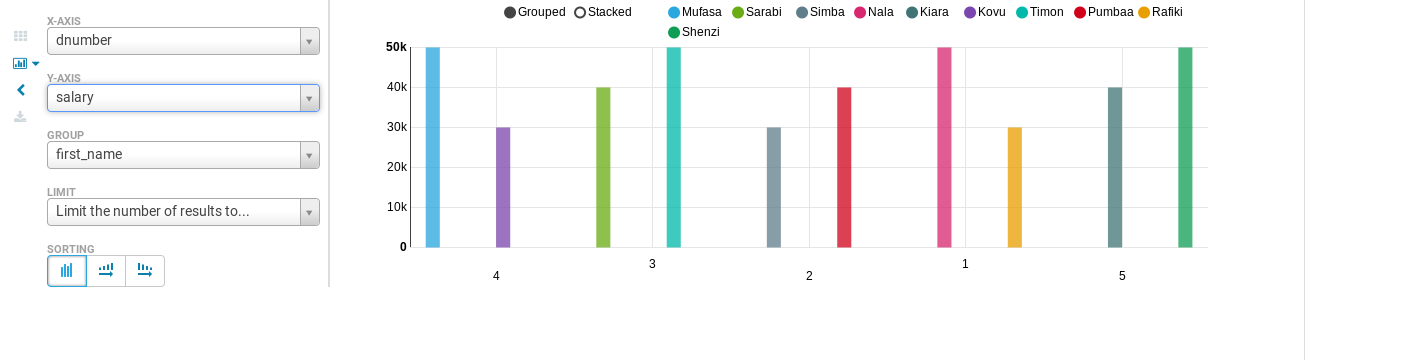 X-AXIS
dnumber
Y-AXIS
salary
GROUP
first_name
LIMIT
Limit the number of results to...
SORTING
Grouped Stacked
Mufasa Sarabi Simba Nala Kiara Kovu Timon Pumbaa Rafiki
Shenzi
50k
40k
30k
20k
10k
0
4 3 2 1 5